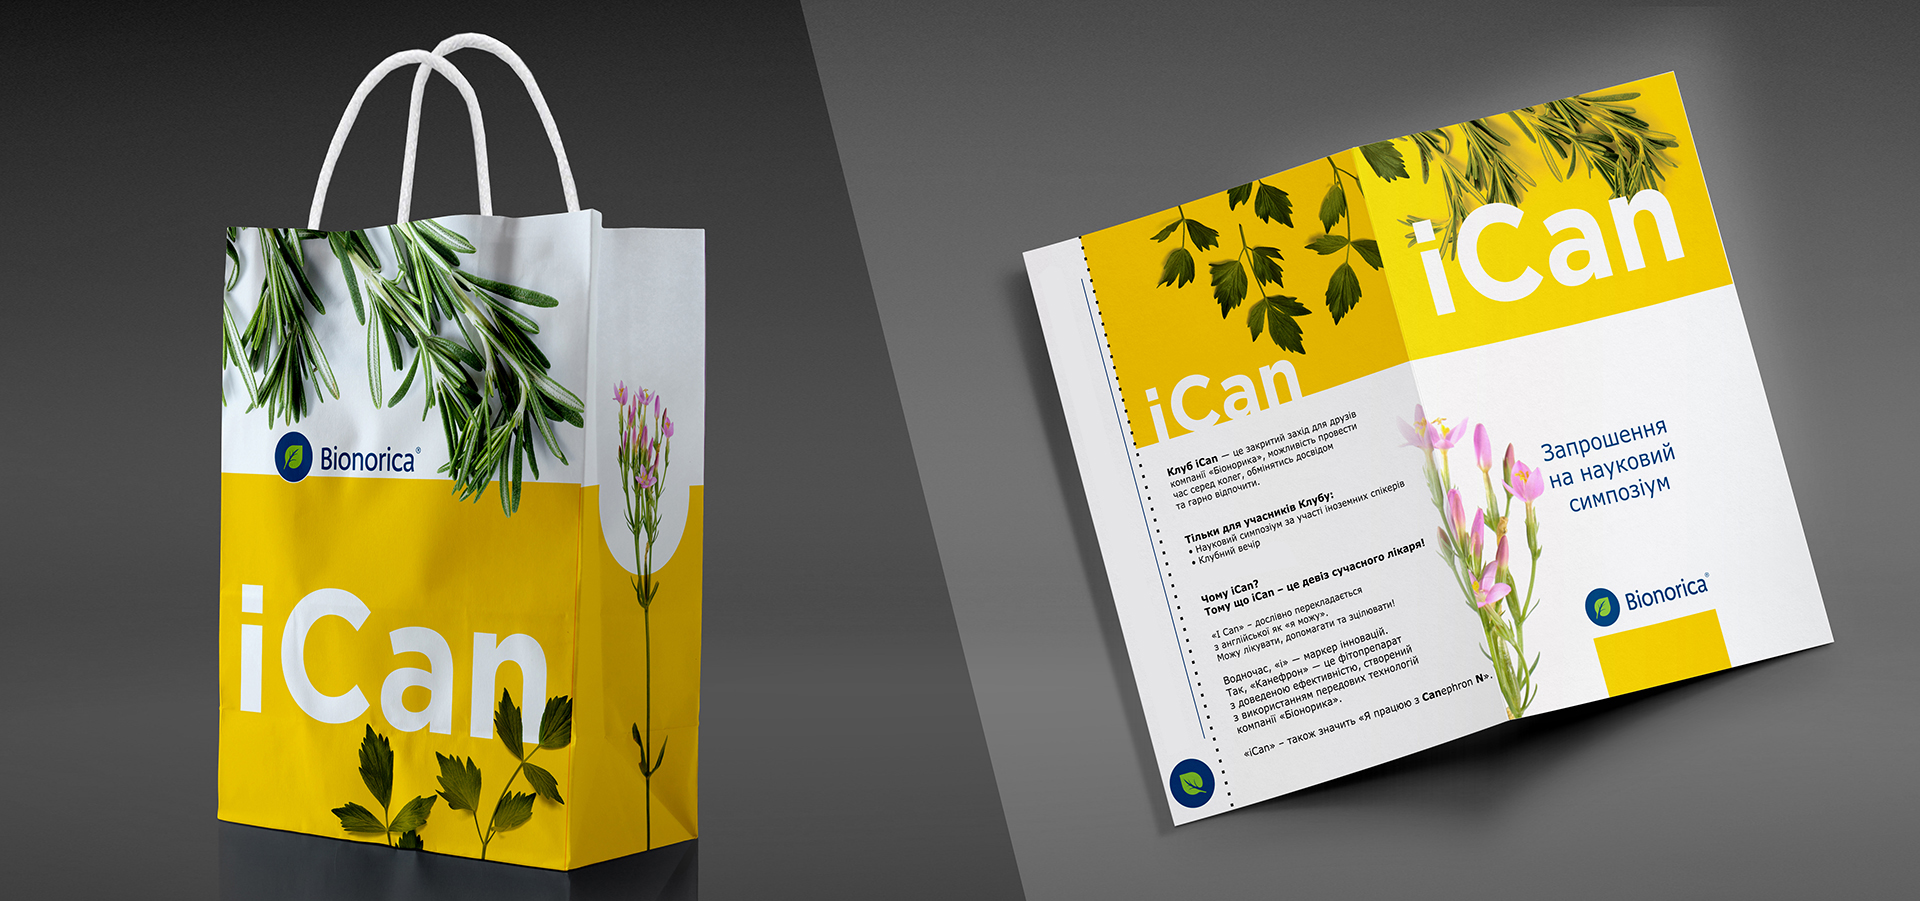 Bionorica®
iCan
iCan
iCan
Клуб iCan — це закритий захід для друзів
компанії «Біонорика», можливість провести
час серед колег, обмінятись досвідом
та гарно відпочити.
Тільки для учасників Клубу:
• Науковий симпозіум за участі іноземних спікерів
• Клубний вечір
Чому iCan?
Тому що iCan – це девіз сучасного лікаря!
«I Can» – дослівно перекладається
з англійської як «я можу».
Можу лікувати, допомагати та зцілювати!
Водночас, «і» — маркер інновацій.
Так, «Канефрон» — це фітопрепарат
з доведеною ефективністю, створений
з використанням передових технологій
компанії «Біонорика».
«iCan» – також значить «Я працюю з Canephron N».
Запрошення
на науковий
симпозіум
Bionorica®